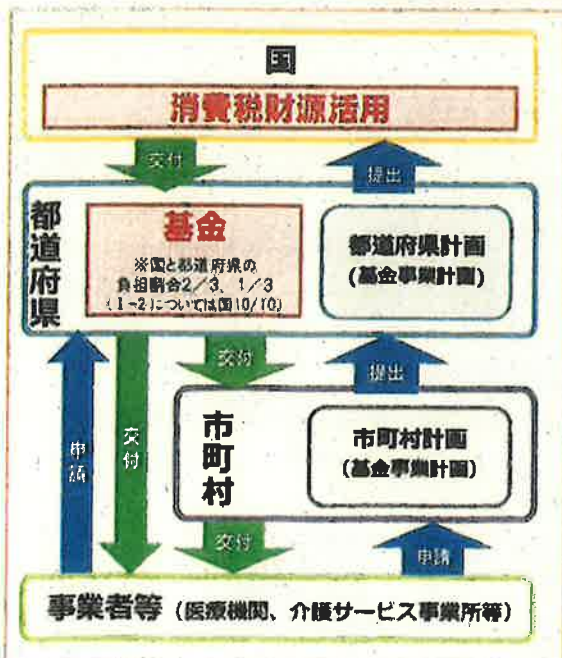 国
消費税財源活用
交付
提出
都道府県
基金
※国と都道府県の
負担割合2／3、1／3
(Ⅰ-2)については国10/10)
都道府県計画
(基金事業計画)
交付
提出
申請
交付
市町村
市町村計画
(基金事業計画)
交付
申請
事業者等(医療機関、介護サービス事業所等)